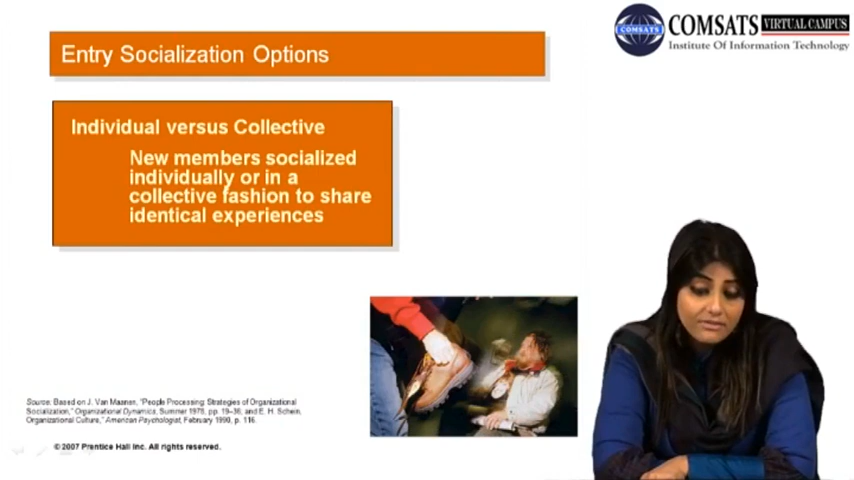 COMSATS
COMSATS VIRTUAL CAMPUS
Institute Of Information Technology
Entry Socialization Options
Individual versus Collective
New members socialized
individually or in a
collective fashion to share
identical experiences
Source: Based on J. Van Maanen, "People Processing: Strategies of Organizational
Socialization," Organizational Dynamics, Summer 1978, pp. 19–36; and E. H. Schein,
Organizational Culture," American Psychologist, February 1990, p. 116.
© 2007 Prentice Hall Inc. All rights reserved.